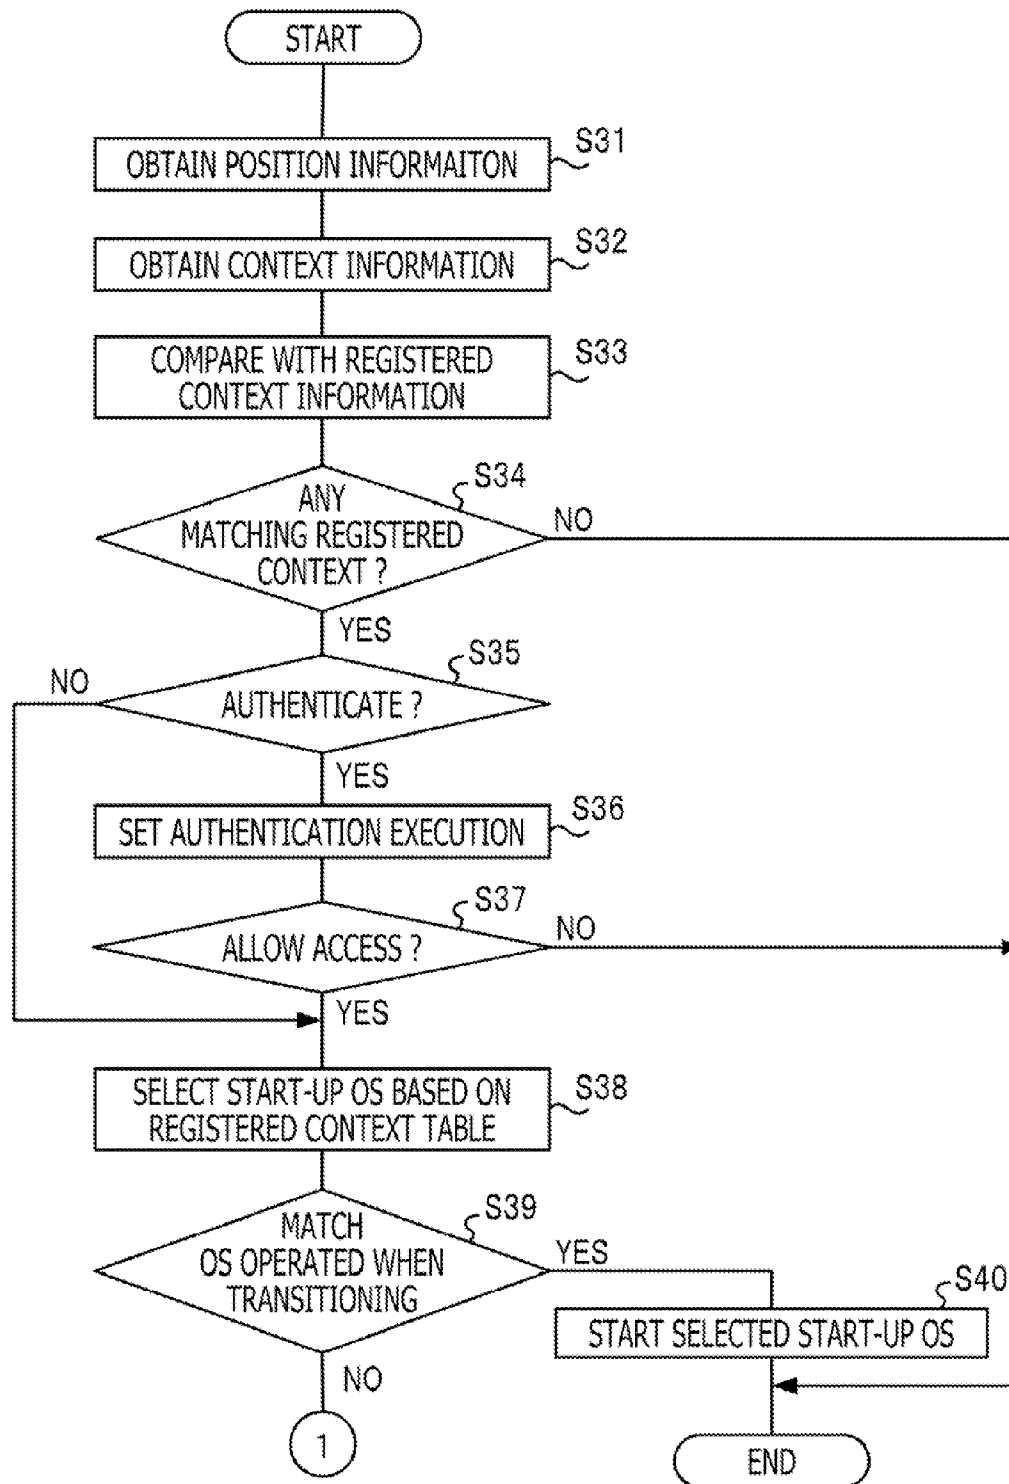 START
S31
OBTAIN POSITION INFORMAITON
S32
OBTAIN CONTEXT INFORMATION
S33
COMPARE WITH REGISTERED
CONTEXT INFORMATION
S34
ANY
MATCHING REGISTERED
CONTEXT ?
NO
YES
S35
NO
AUTHENTICATE ?
YES
S36
SET AUTHENTICATION EXECUTION
S37
ALLOW ACCESS ?
NO
YES
S38
SELECT START-UP OS BASED ON
REGISTERED CONTEXT TABLE
S39
MATCH
OS OPERATED WHEN
TRANSITIONING
YES
S40
START SELECTED START-UP OS
NO
1
END